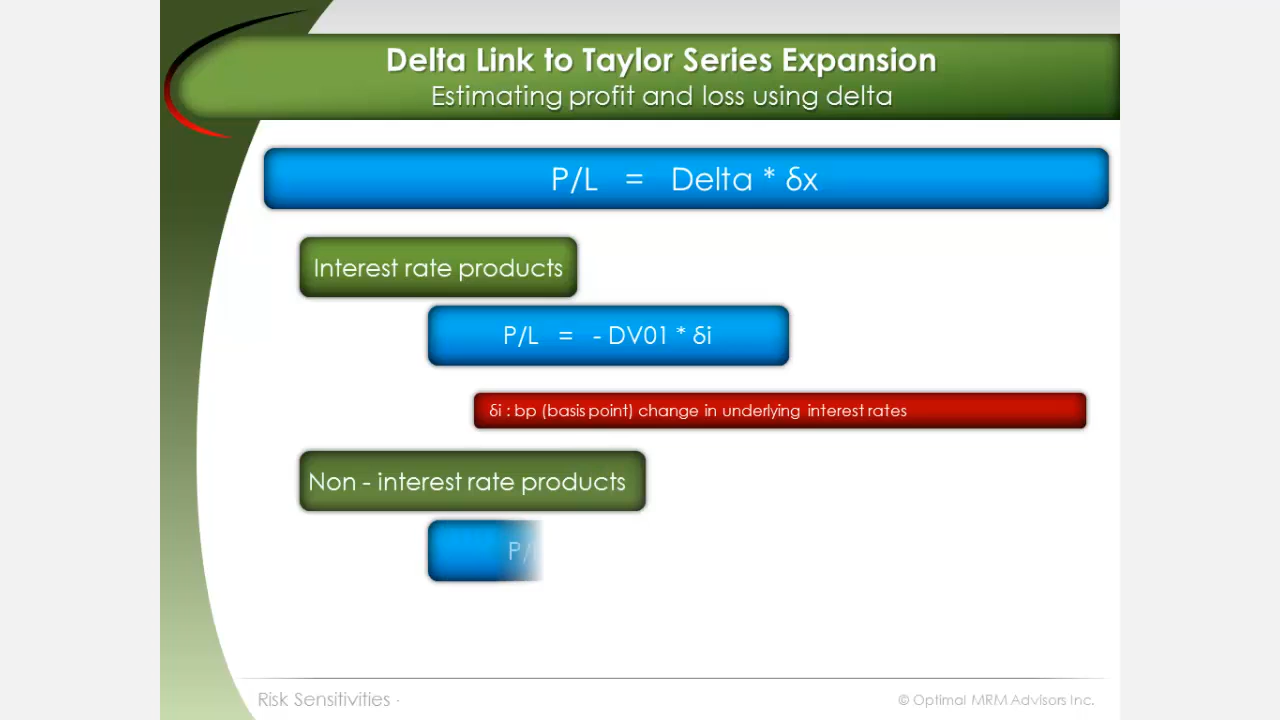 Delta Link to Taylor Series Expansion
Estimating profit and loss using delta
P/L = Delta * δx
Interest rate products
P/L = - DV01 * δi
δi : bp (basis point) change in underlying interest rates
Non - interest rate products
P/
Risk Sensitivities -
© Optimal MRM Advisors Inc.